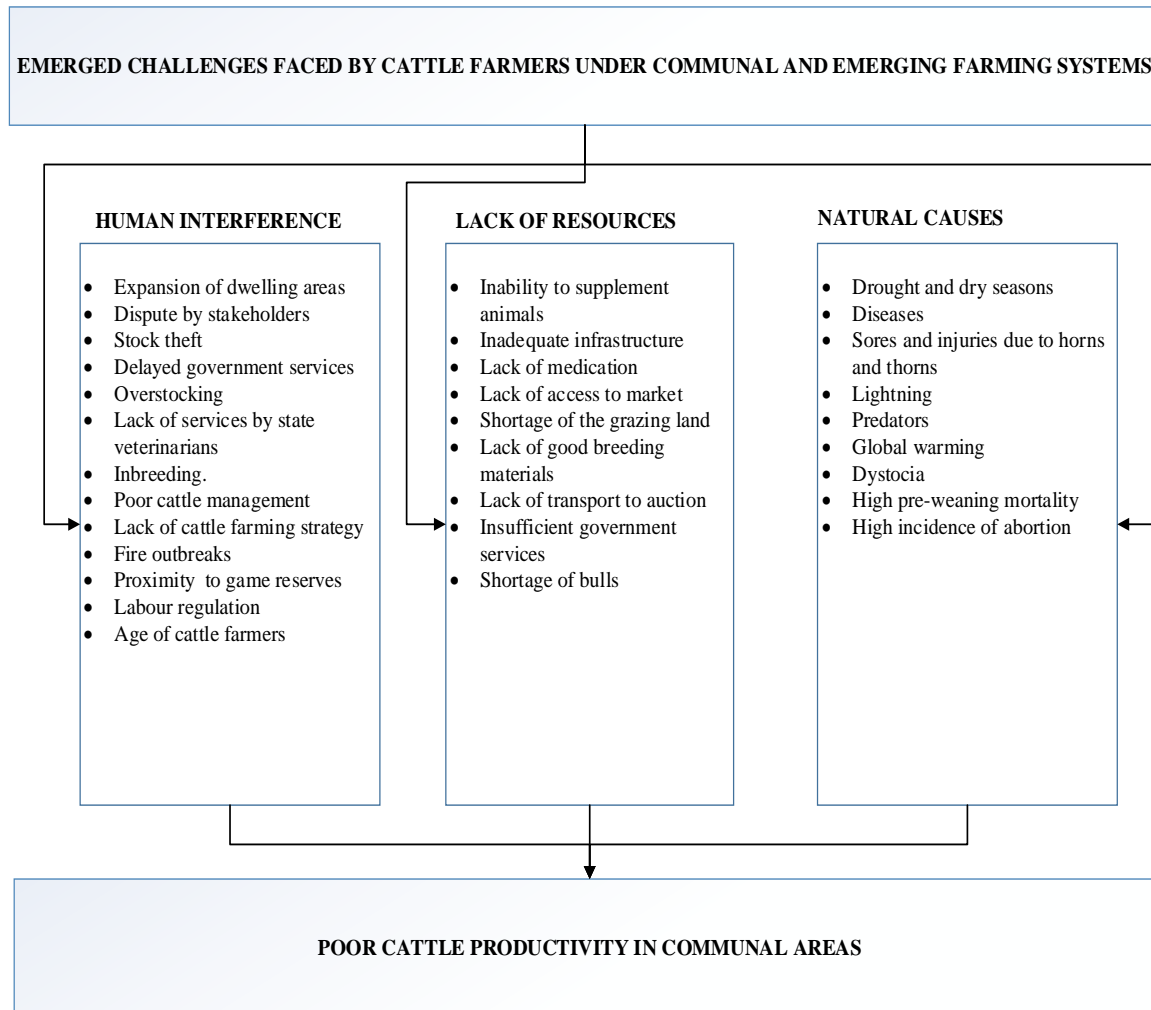 EMERGED CHALLENGES FACED BY CATTLE FARMERS UNDER COMMUNAL AND EMERGING FARMING SYSTEMS
HUMAN INTERFERENCE
• Expansion of dwelling areas
• Dispute by stakeholders
• Stock theft
• Delayed government services
• Overstocking
• Lack of services by state
veterinarians
• Inbreeding.
• Poor cattle management
• Lack of cattle farming strategy
• Fire outbreaks
• Proximity to game reserves
• Labour regulation
• Age of cattle farmers
LACK OF RESOURCES
• Inability to supplement
animals
• Inadequate infrastructure
• Lack of medication
• Lack of access to market
• Shortage of the grazing land
• Lack of good breeding
materials
• Lack of transport to auction
• Insufficient government
services
• Shortage of bulls
NATURAL CAUSES
• Drought and dry seasons
• Diseases
• Sores and injuries due to horns
and thorns
• Lightning
• Predators
• Global warming
• Dystocia
• High pre-weaning mortality
• High incidence of abortion
POOR CATTLE PRODUCTIVITY IN COMMUNAL AREAS